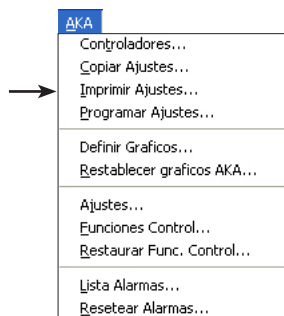 AKA
Controladores...
Copiar Ajustes...
Imprimir Ajustes...
Programar Ajustes...
Definir Graficos...
Restablecer graficos AKA...
Ajustes...
Funciones Control...
Restaurar Func. Control...
Lista Alarmas...
Resetear Alarmas...